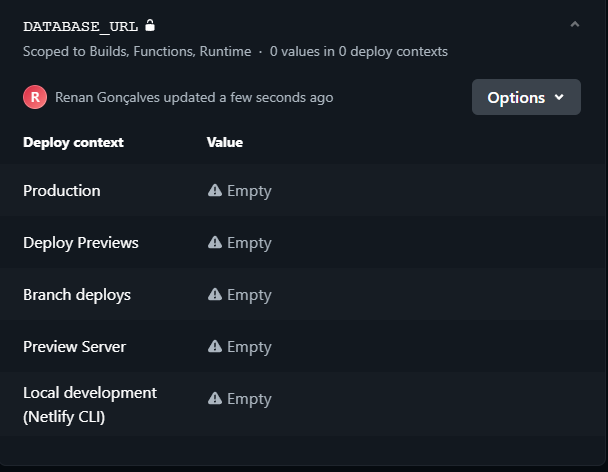 DATABASE_URL
Scoped to Builds, Functions, Runtime · 0 values in 0 deploy contexts
R Renan Gonçalves updated a few seconds ago
Options
Deploy context Value
Production Empty
Deploy Previews Empty
Branch deploys Empty
Preview Server Empty
Local development
(Netlify CLI) Empty